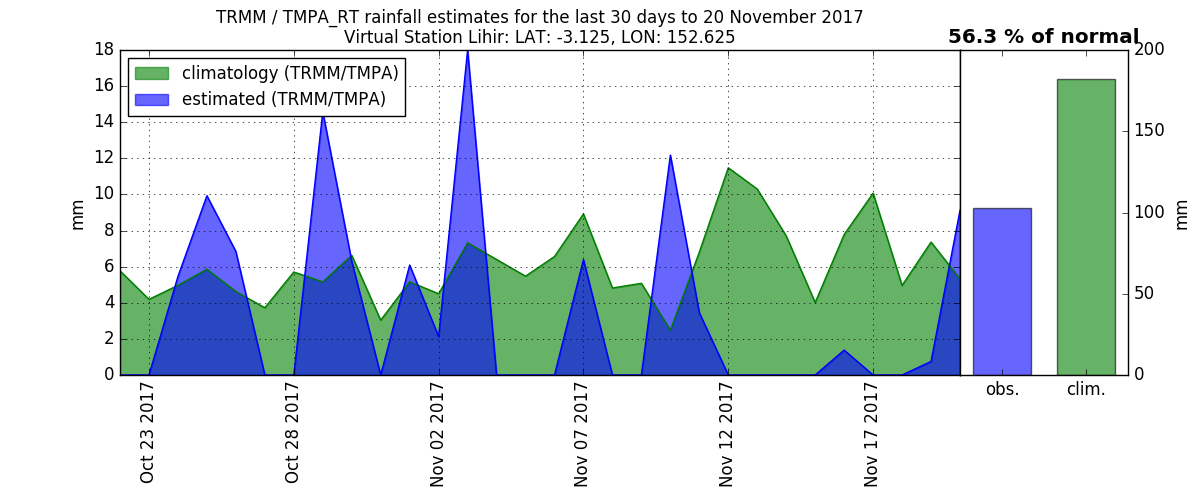 TRMM / TMPA_RT rainfall estimates for the last 30 days to 20 November 2017
Virtual Station Lihir: LAT: -3.125, LON: 152.625
56.3 % of normal
climatology (TRMM/TMPA)
estimated (TRMM/TMPA)
18
16
14
12
10
8
6
4
2
0
mm
Oct 23 2017
Oct 28 2017
Nov 02 2017
Nov 07 2017
Nov 12 2017
Nov 17 2017
obs.
clim.
200
150
100
50
0
mm